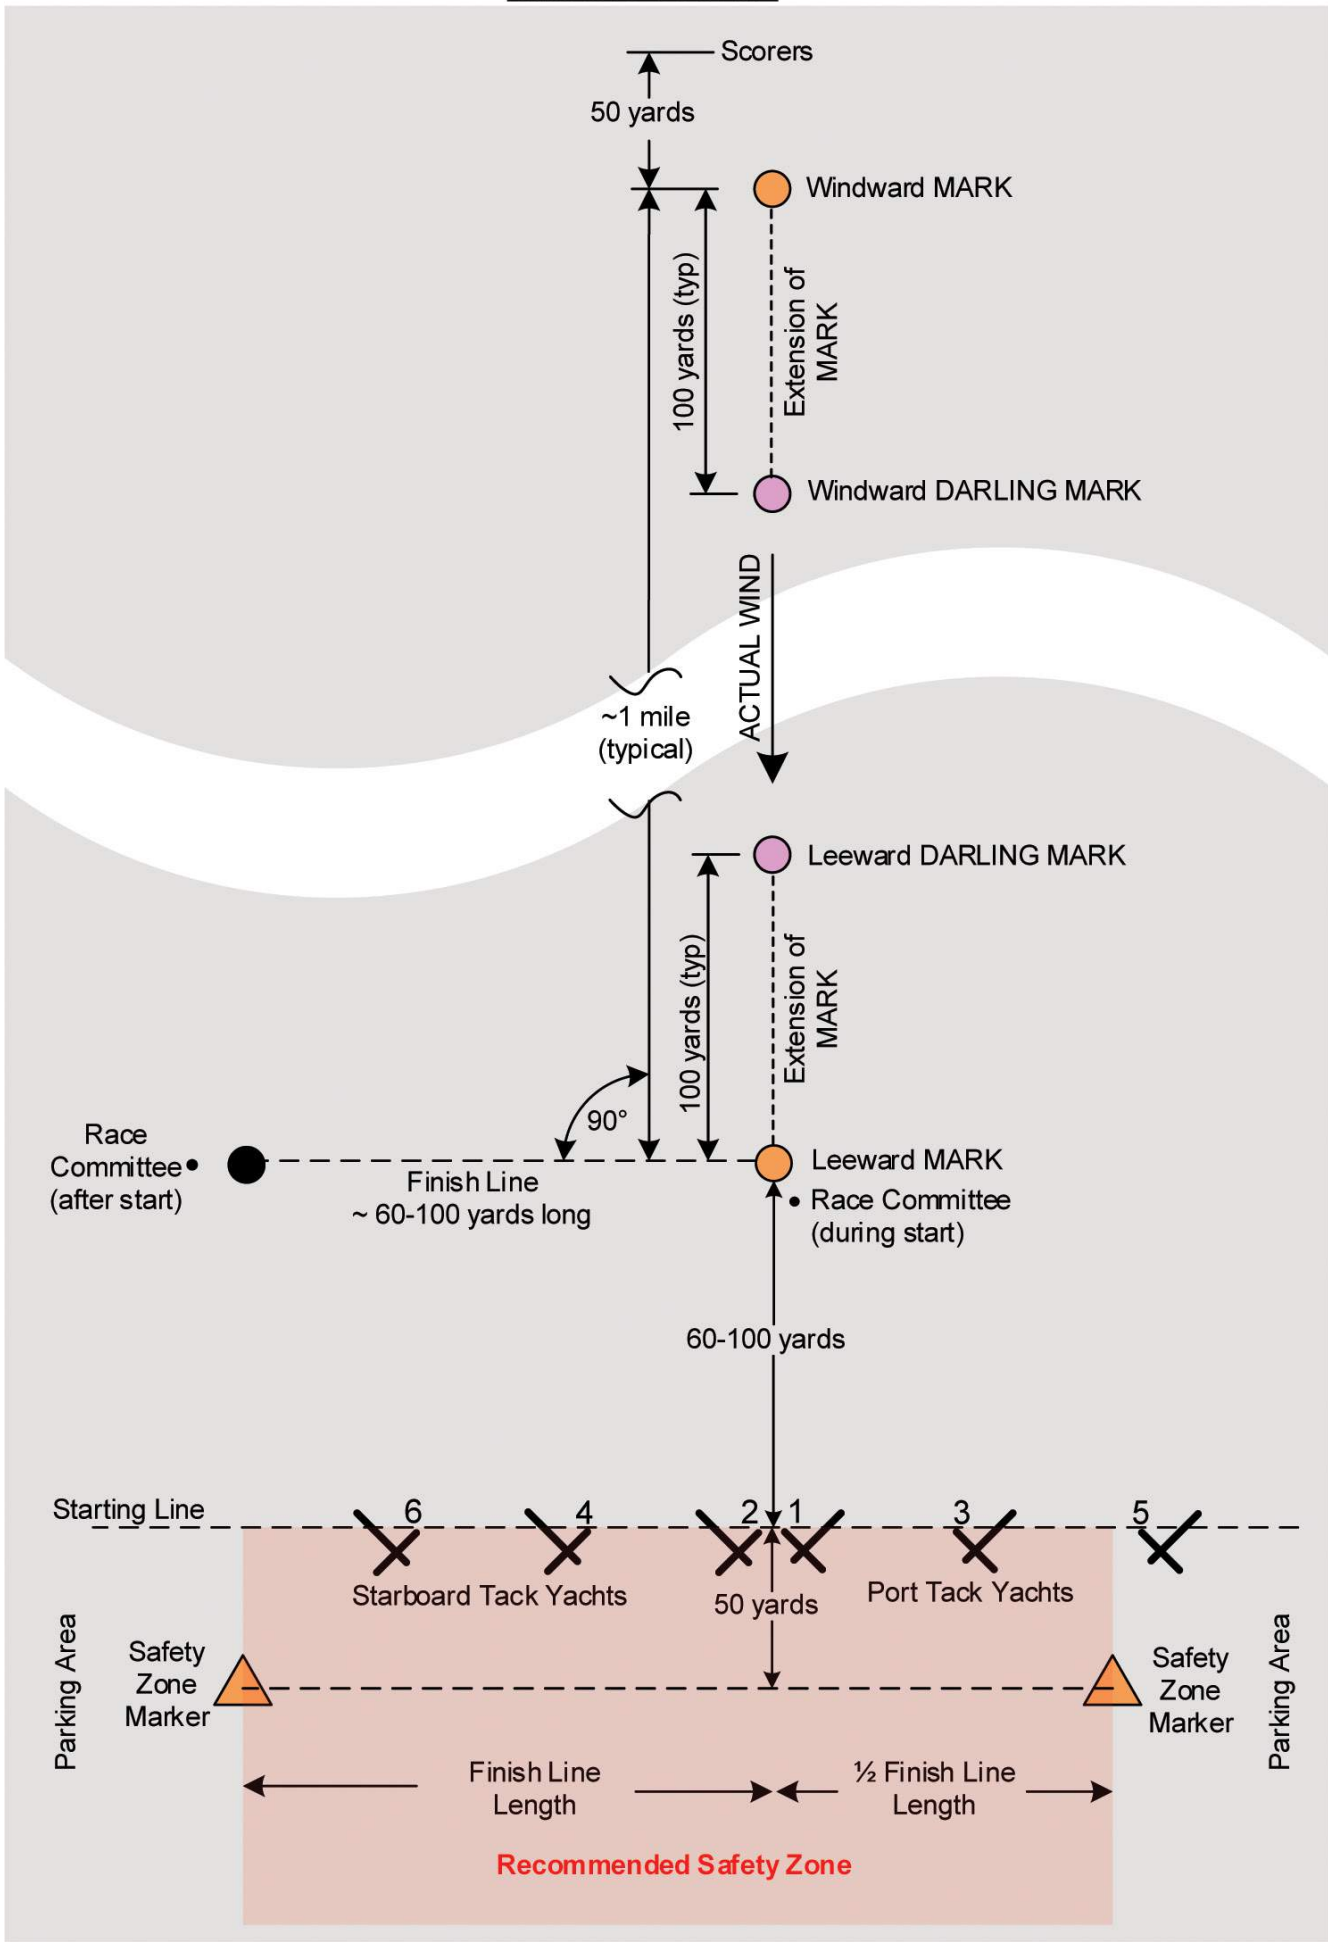 Scorers
50 yards
Windward MARK
100 yards (typ)
Extension of
MARK
Windward DARLING MARK
ACTUAL WIND
~1 mile
(typical)
Leeward DARLING MARK
100 yards (typ)
Extension of
MARK
90°
Race
Committee
(after start)
Finish Line
~ 60-100 yards long
Leeward MARK
Race Committee
(during start)
60-100 yards
Starting Line
6
4
2
1
3
5
Starboard Tack Yachts
50 yards
Port Tack Yachts
Parking Area
Safety
Zone
Marker
Safety
Zone
Marker
Parking Area
Finish Line
Length
½ Finish Line
Length
Recommended Safety Zone